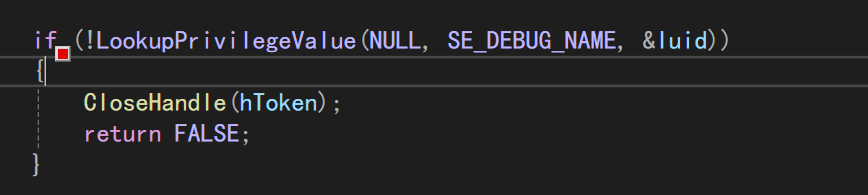 if (!LookupPrivilegeValue(NULL, SE_DEBUG_NAME, &luid))
{
CloseHandle(hToken);
return FALSE;
}